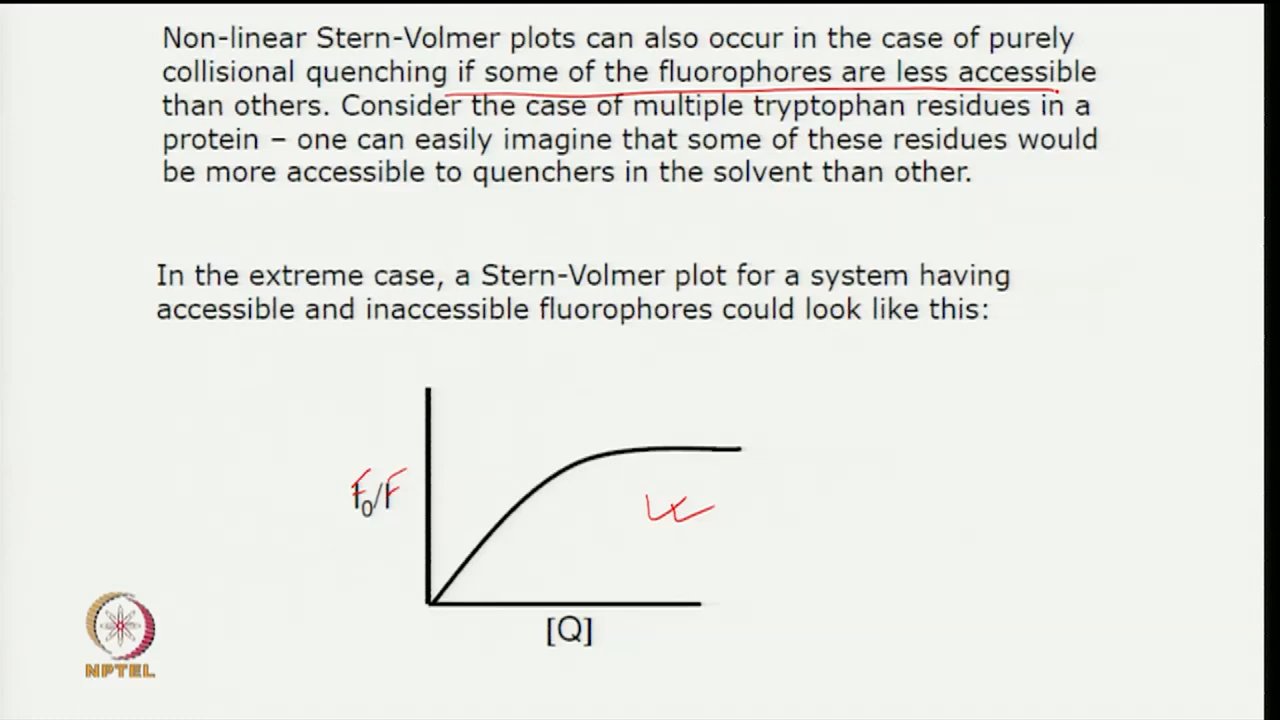 Non-linear Stern-Volmer plots can also occur in the case of purely
collisional quenching if some of the fluorophores are less accessible
than others. Consider the case of multiple tryptophan residues in a
protein – one can easily imagine that some of these residues would
be more accessible to quenchers in the solvent than other.
In the extreme case, a Stern-Volmer plot for a system having
accessible and inaccessible fluorophores could look like this:
F₀/F
[Q]
NPTEL